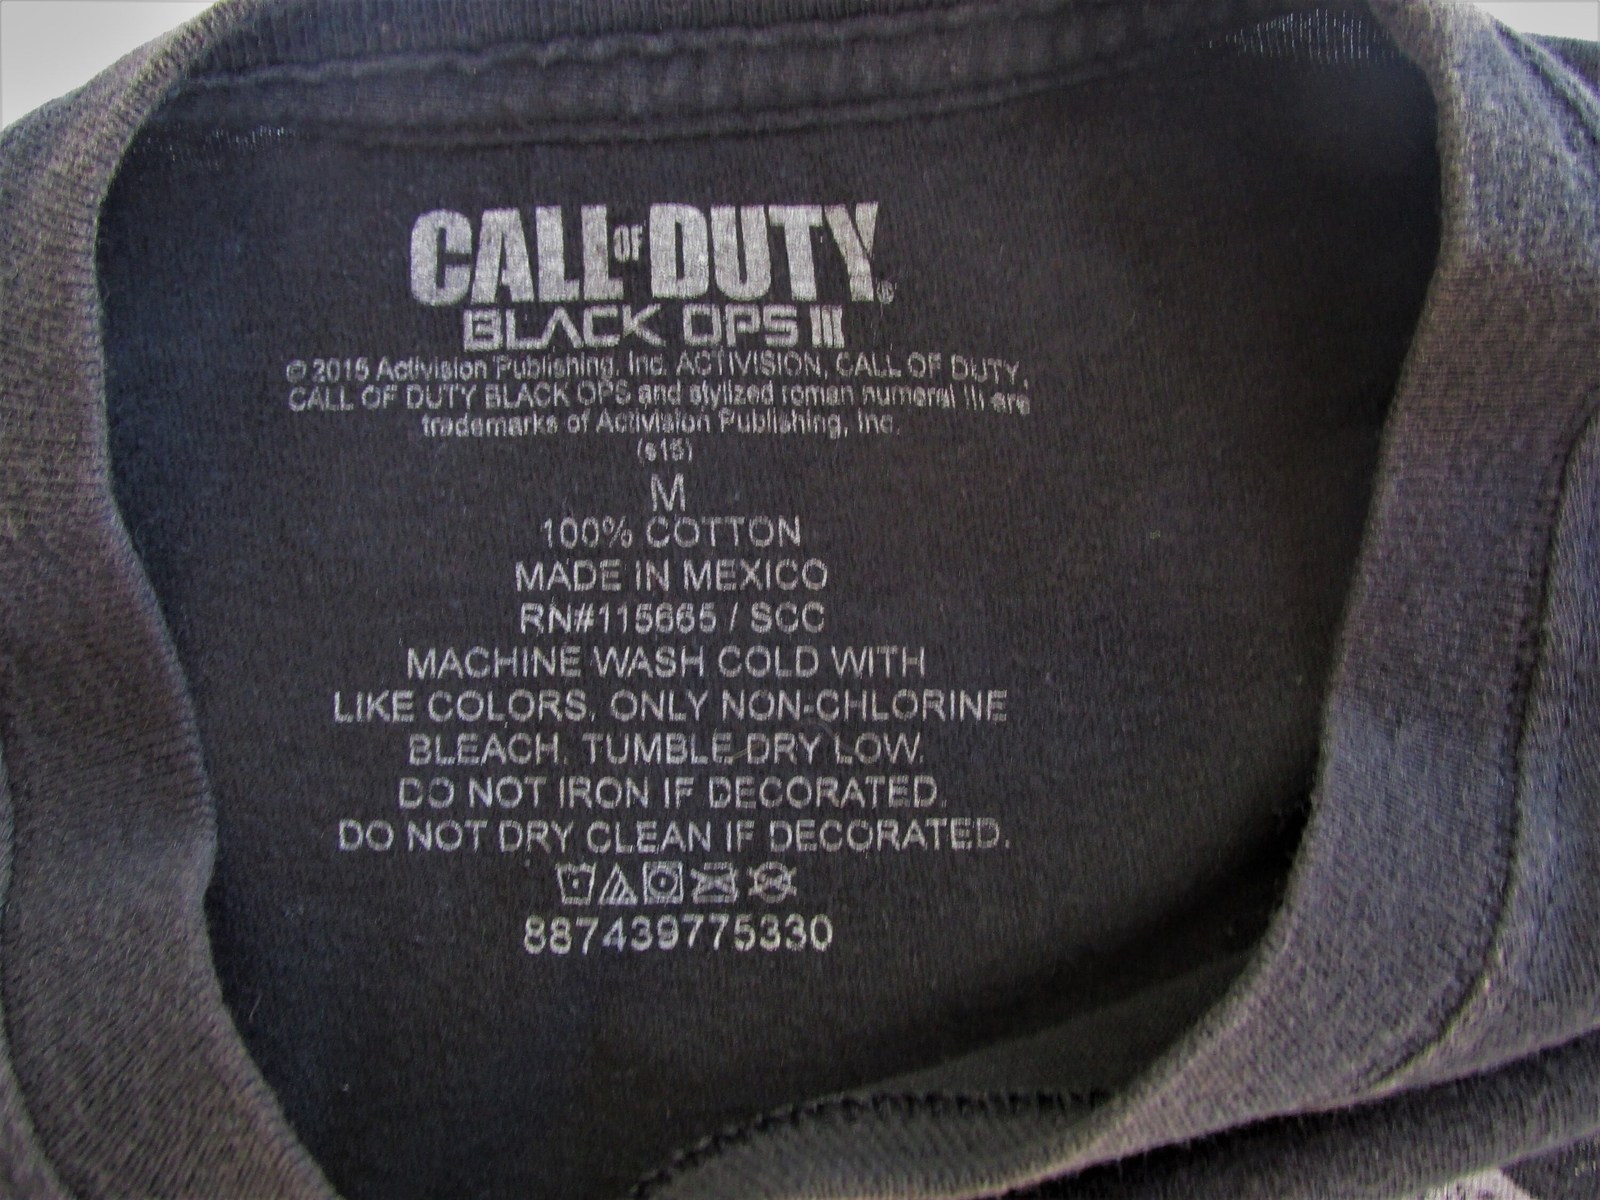 CALL OF DUTY®
BLACK OPS III
© 2015 Activision Publishing, Inc. ACTIVISION, CALL OF DUTY,
CALL OF DUTY BLACK OPS and stylized roman numeral III are
trademarks of Activision Publishing, Inc.
(s15)
M
100% COTTON
MADE IN MEXICO
RN#115665 / SCC
MACHINE WASH COLD WITH
LIKE COLORS. ONLY NON-CHLORINE
BLEACH. TUMBLE DRY LOW.
DO NOT IRON IF DECORATED.
DO NOT DRY CLEAN IF DECORATED.
887439775330